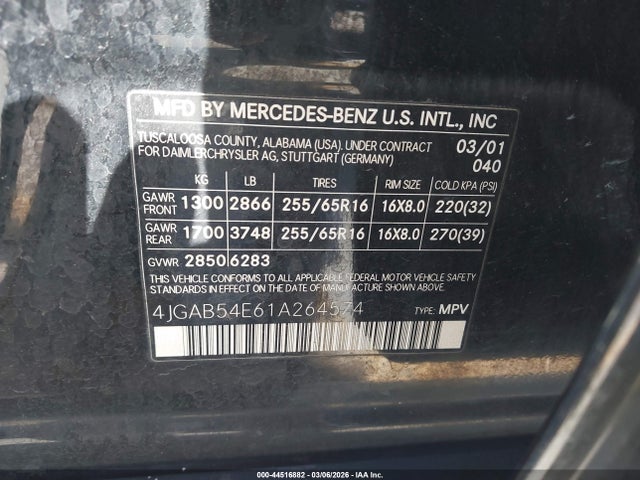 MFD BY MERCEDES-BENZ U.S. INTL., INC
TUSCALOOSA COUNTY, ALABAMA (USA). UNDER CONTRACT 03/01
FOR DAIMLERCHRYSLER AG, STUTTGART (GERMANY) 040
KG LB TIRES RIM SIZE COLD KPA (PSI)
GAWR FRONT 1300 2866 255/65R16 16X8.0 220(32)
GAWR REAR 1700 3748 255/65R16 16X8.0 270(39)
GVWR 2850 6283
THIS VEHICLE CONFORMS TO ALL APPLICABLE FEDERAL MOTOR VEHICLE SAFETY
STANDARDS IN EFFECT ON THE DATE OF MANUFACTURE SHOWN ABOVE.
4JGAB54E61A264574 TYPE: MPV
000-44516882 - 03/06/2026 - IAA Inc.